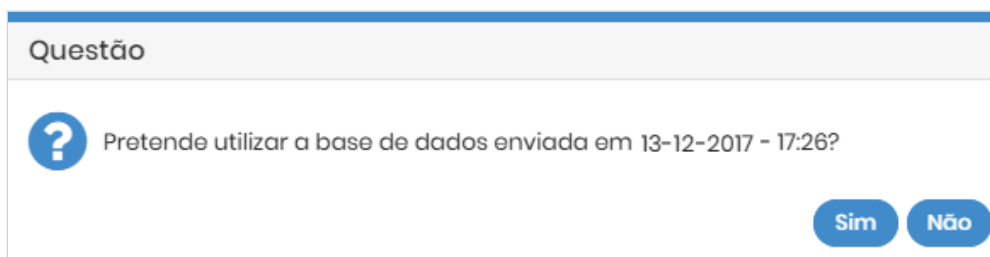 Questão
Pretende utilizar a base de dados enviada em 13-12-2017 - 17:26?
Sim Não